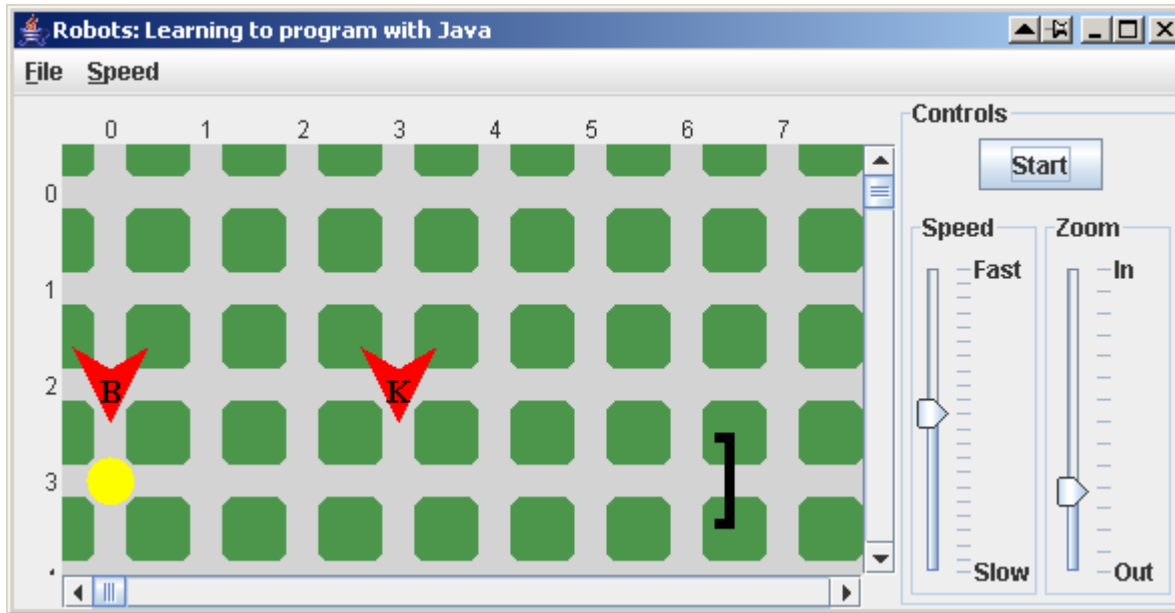 Robots: Learning to program with Java
File Speed
Controls
0 1 2 3 4 5 6 7
Start
0
Speed Zoom
Fast In
1
2 B K
3
Slow Out